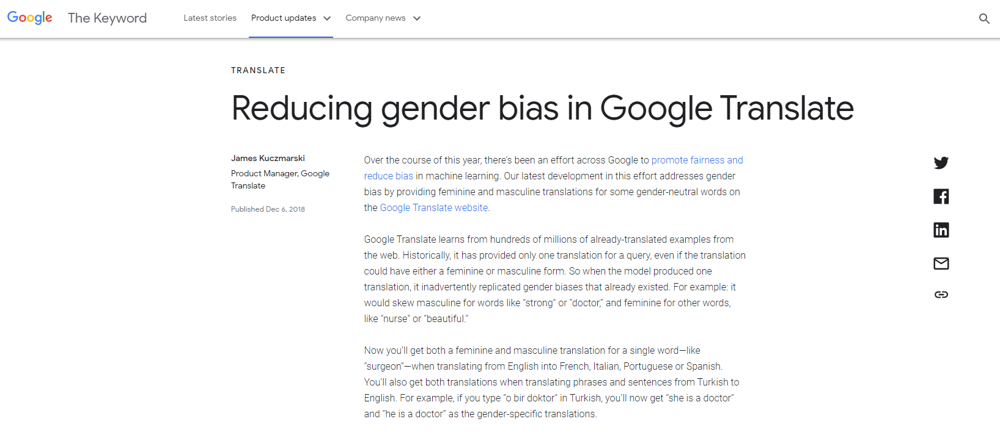 Google The Keyword Latest stories Product updates Company news
TRANSLATE
Reducing gender bias in Google Translate
James Kuczmarski
Product Manager, Google
Translate
Published Dec 6, 2018
Over the course of this year, there’s been an effort across Google to promote fairness and
reduce bias in machine learning. Our latest development in this effort addresses gender
bias by providing feminine and masculine translations for some gender-neutral words on
the Google Translate website.
Google Translate learns from hundreds of millions of already-translated examples from
the web. Historically, it has provided only one translation for a query, even if the translation
could have either a feminine or masculine form. So when the model produced one
translation, it inadvertently replicated gender biases that already existed. For example: it
would skew masculine for words like “strong” or “doctor,” and feminine for other words,
like “nurse” or “beautiful.”
Now you’ll get both a feminine and masculine translation for a single word—like
“surgeon”—when translating from English into French, Italian, Portuguese or Spanish.
You’ll also get both translations when translating phrases and sentences from Turkish to
English. For example, if you type “o bir doktor” in Turkish, you’ll now get “she is a doctor”
and “he is a doctor” as the gender-specific translations.